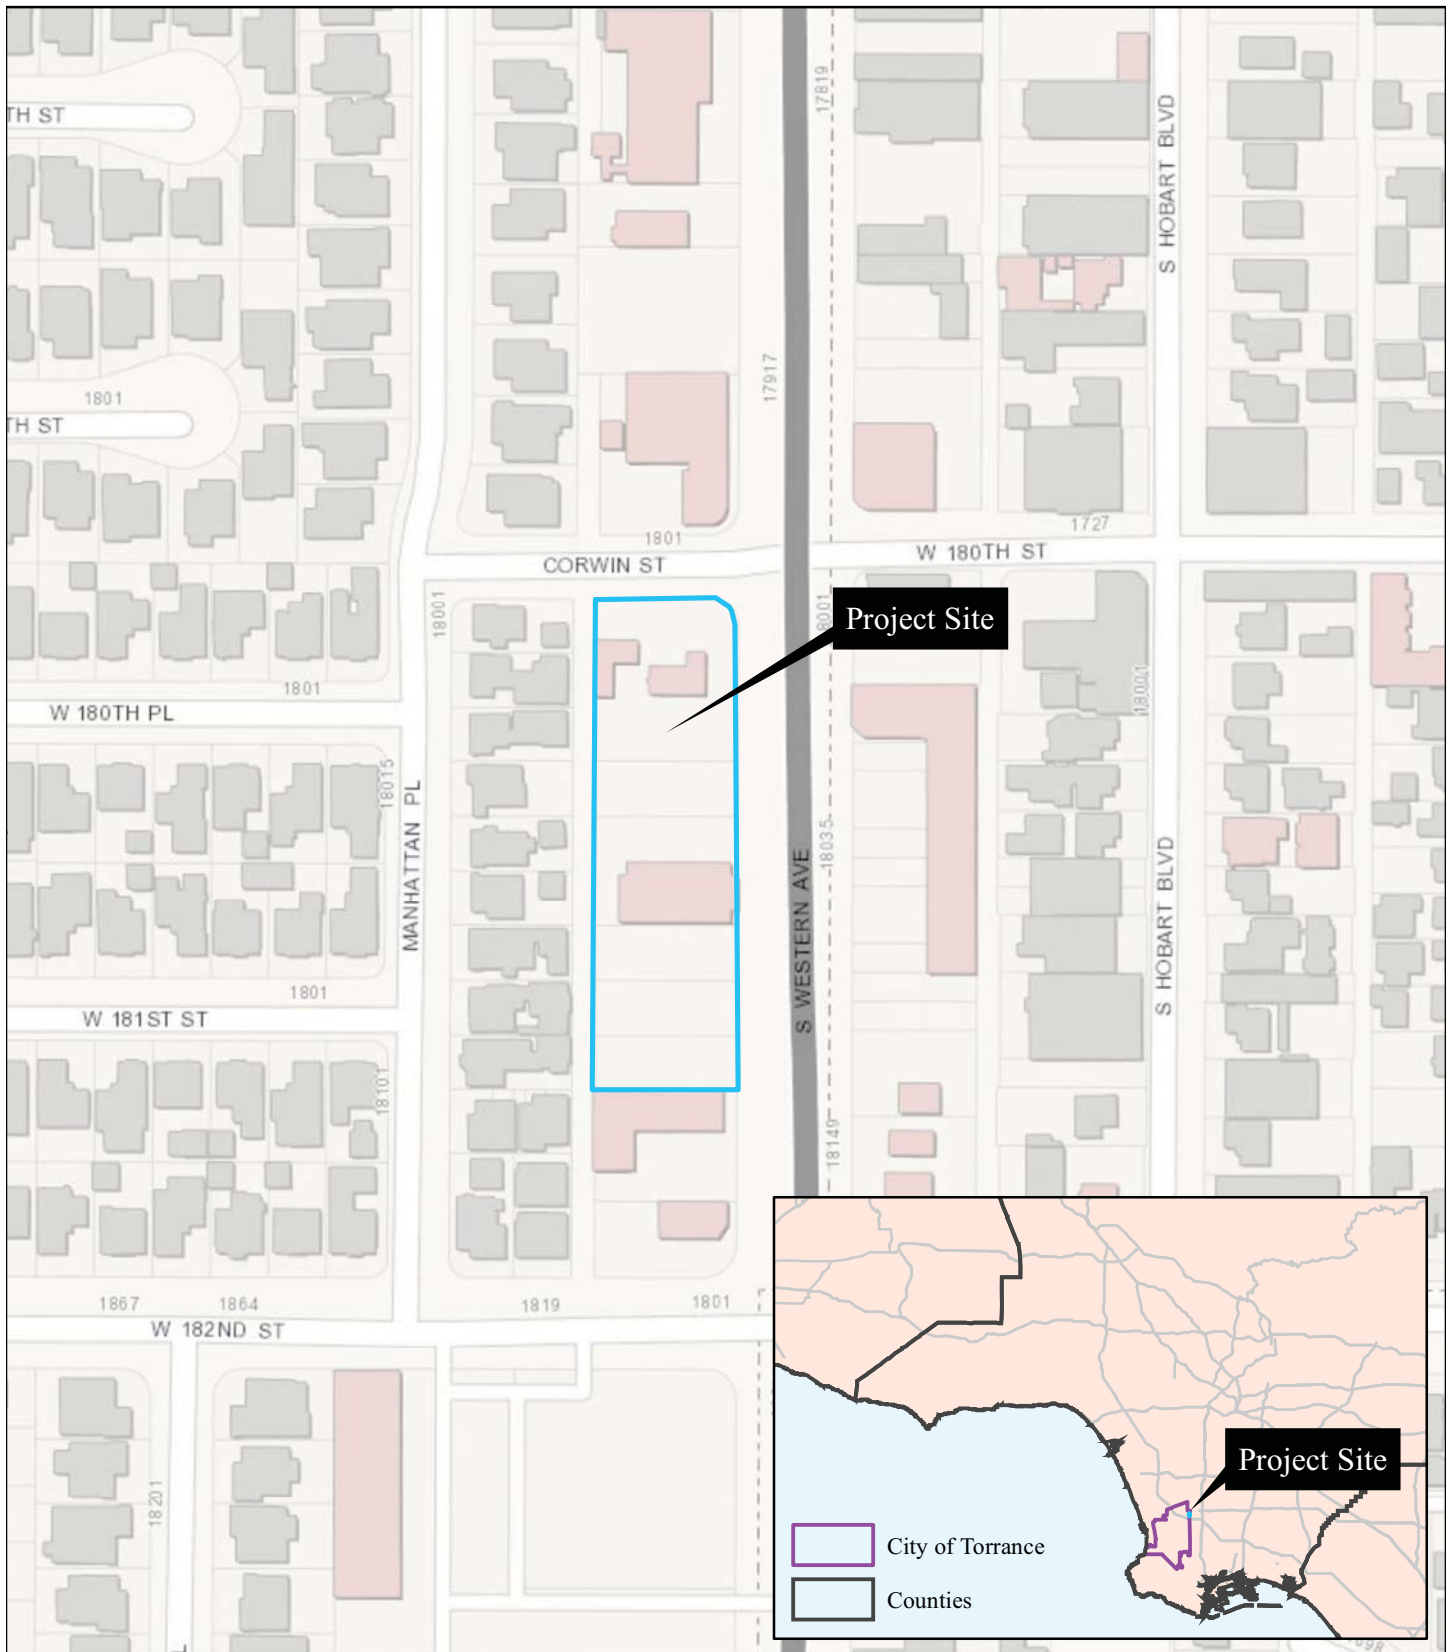 TH ST
17819
S HOBART BLVD
1801
TH ST
17917
1801
1727
CORWIN ST
W 180TH ST
18001
8001
Project Site
1801
W 180TH PL
18001
18015
MANHATTAN PL
18035
S WESTERN AVE
S HOBART BLVD
1801
W 181ST ST
18101
18149
1867
1864
1819
1801
W 182ND ST
18201
Project Site
City of Torrance
Counties